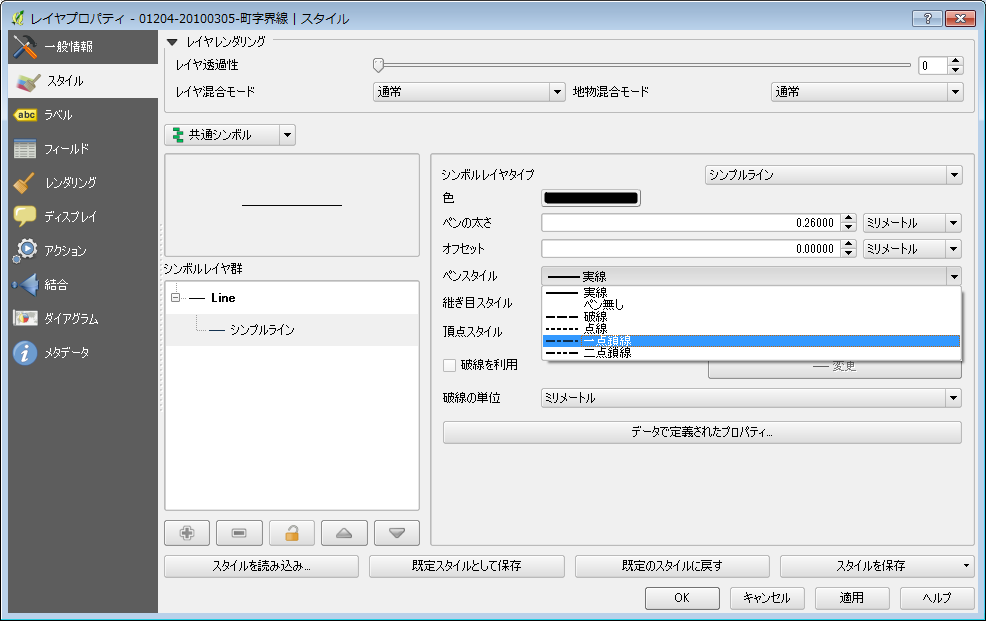 レイヤプロパティ - 01204-20100305-町字界線 | スタイル
一般情報
スタイル
abc ラベル
フィールド
レンダリング
ディスプレイ
アクション
結合
ダイアグラム
メタデータ
レイヤレンダリング
レイヤ透過性
0
レイヤ混合モード
通常
地物混合モード
通常
共通シンボル
シンボルレイヤ群
Line
シンプルライン
シンボルレイヤタイプ
シンプルライン
色
ペンの太さ
0.26000
ミリメートル
オフセット
0.00000
ミリメートル
ペンスタイル
実線
実線
ペン無し
破線
点線
一点鎖線
二点鎖線
継ぎ目スタイル
頂点スタイル
破線を利用
変更
破線の単位
ミリメートル
データで定義されたプロパティ...
スタイルを読み込み...
既定スタイルとして保存
既定のスタイルに戻す
スタイルを保存
OK
キャンセル
適用
ヘルプ